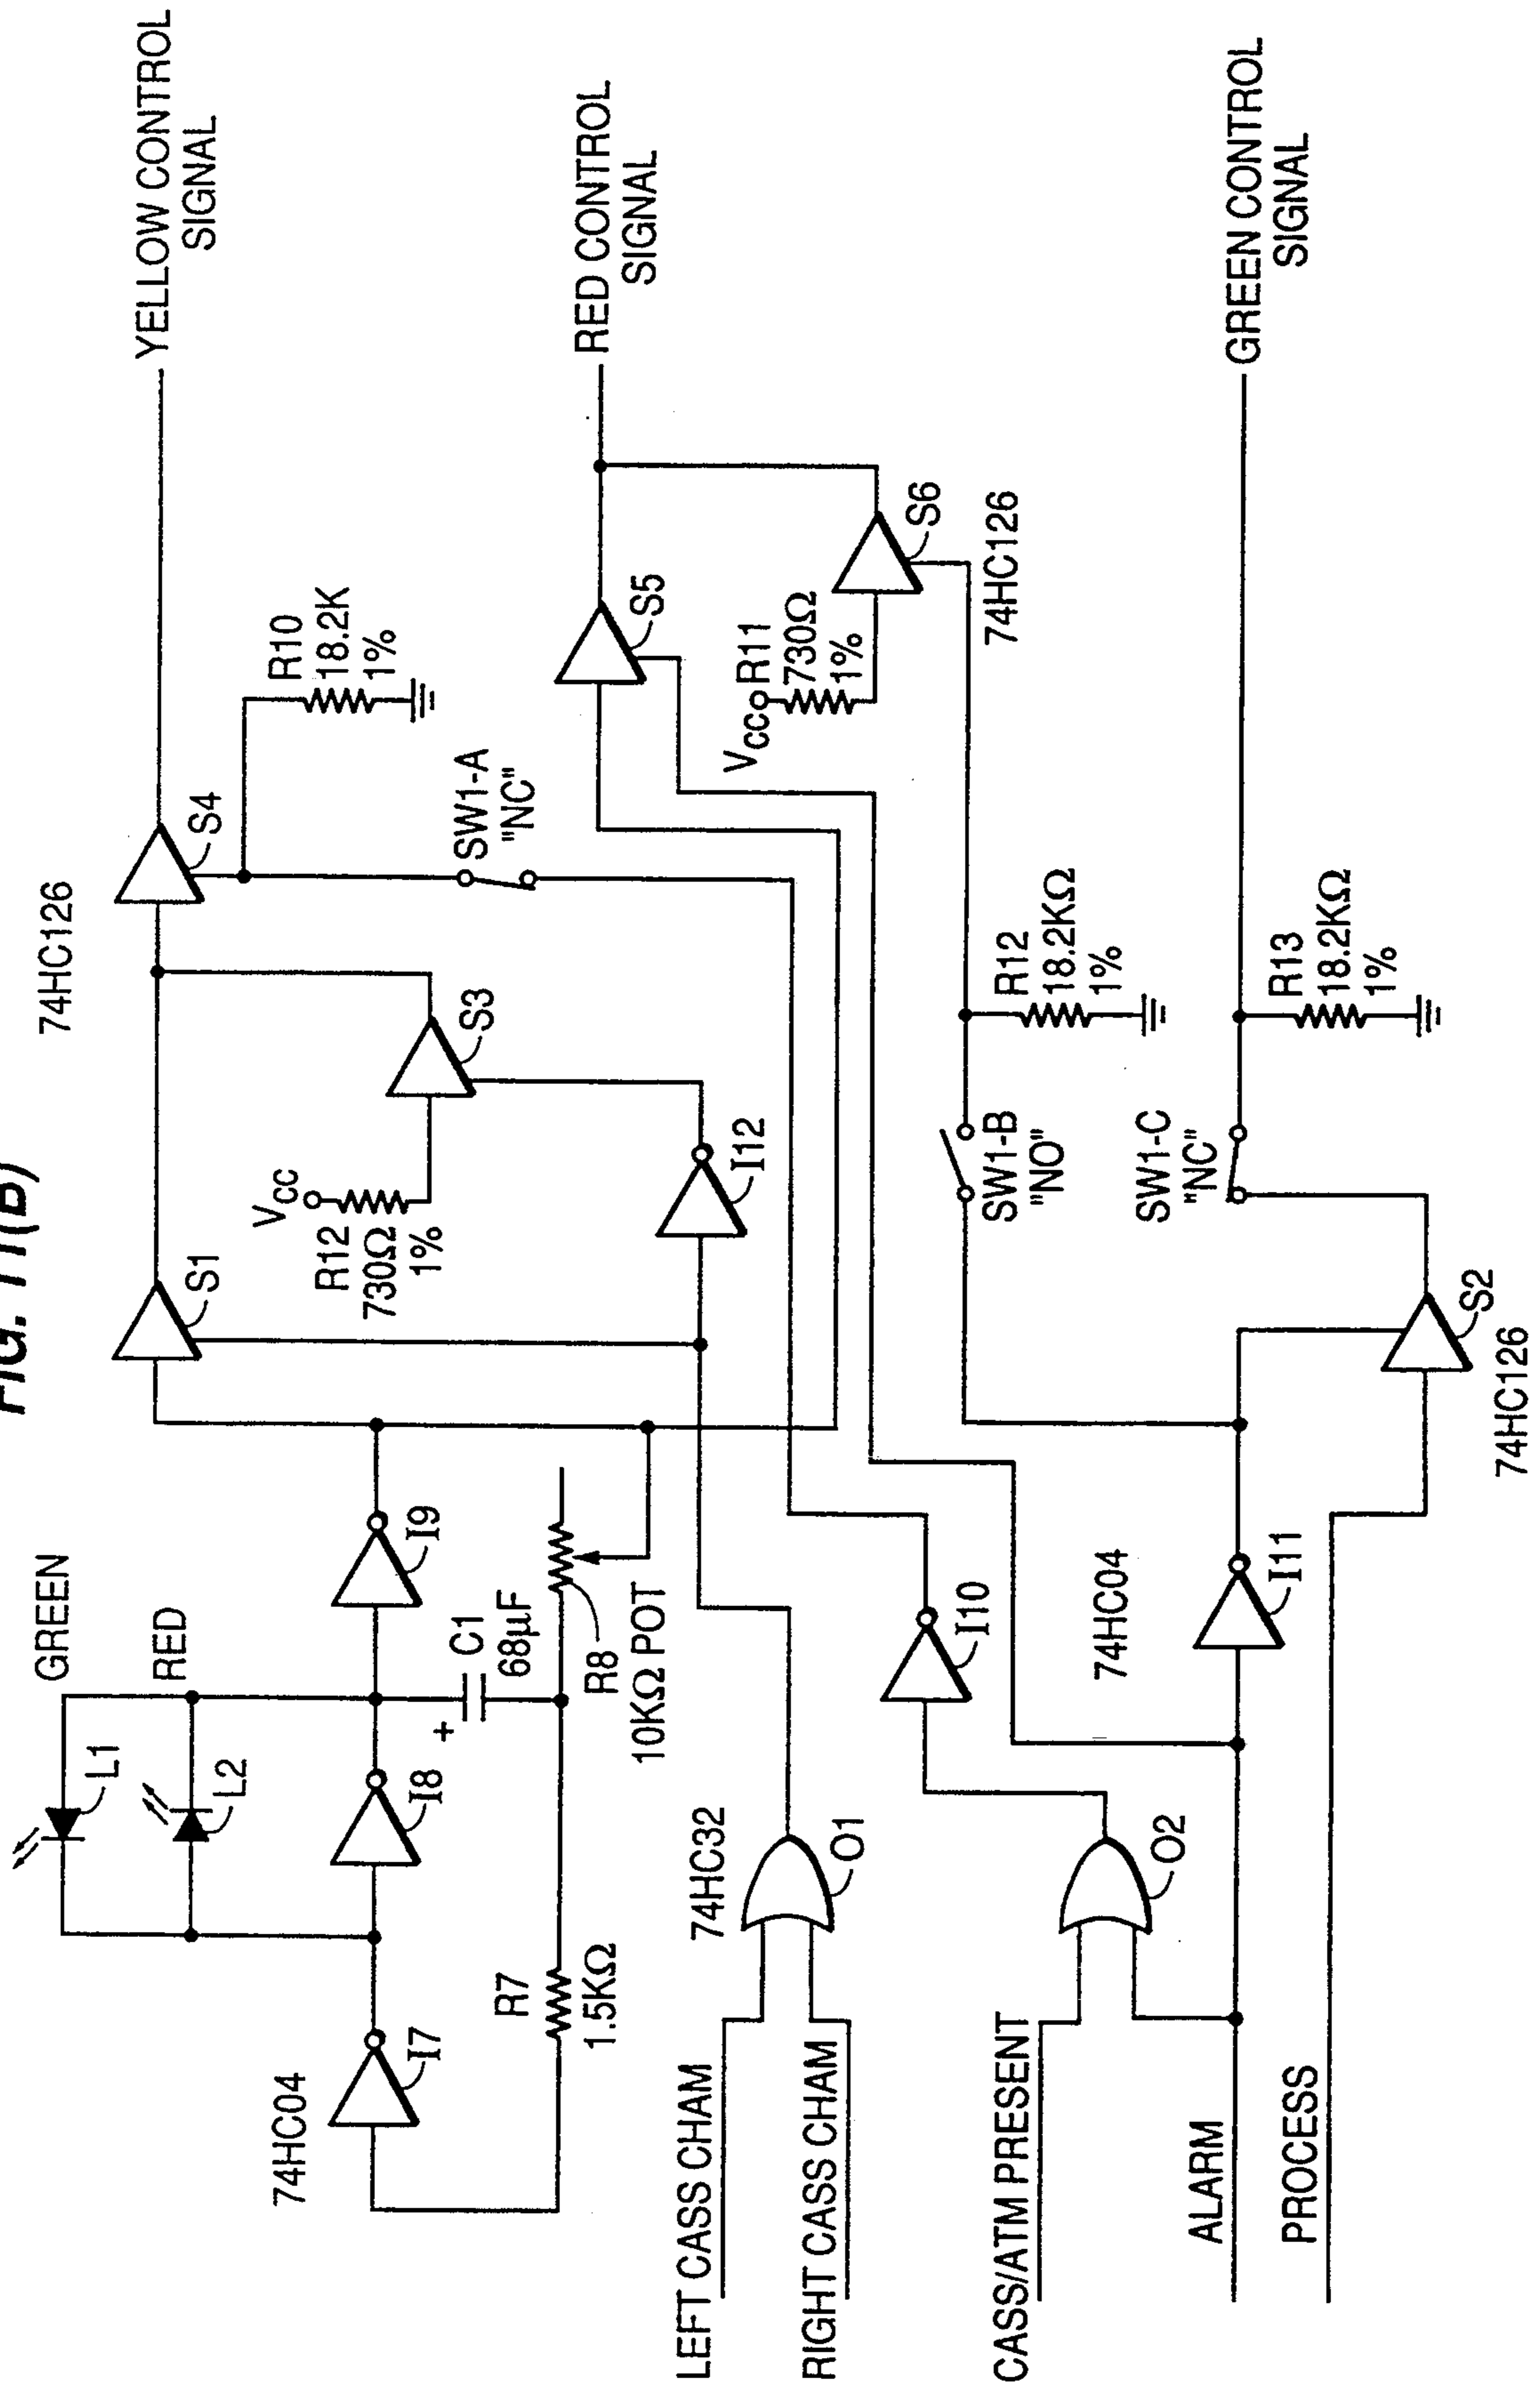 FIG. 11(B)
GREEN
RED
L1
L2
74HC04
I7
I8
I9
+
C1
68µF
R7
1.5KΩ
R8
10KΩ POT
74HC126
S1
VCC
R12
730Ω
1%
S3
I12
S4
R10
18.2K
1%
SW1-A
"NC"
YELLOW CONTROL
SIGNAL
S5
RED CONTROL
SIGNAL
VCC
R11
730Ω
1%
S6
74HC126
LEFT CASS CHAM
RIGHT CASS CHAM
74HC32
O1
CASS/ATM PRESENT
O2
I10
ALARM
PROCESS
74HC04
I11
SW1-B
"NO"
R12
18.2KΩ
1%
SW1-C
"NC"
R13
18.2KΩ
1%
S2
74HC126
GREEN CONTROL
SIGNAL